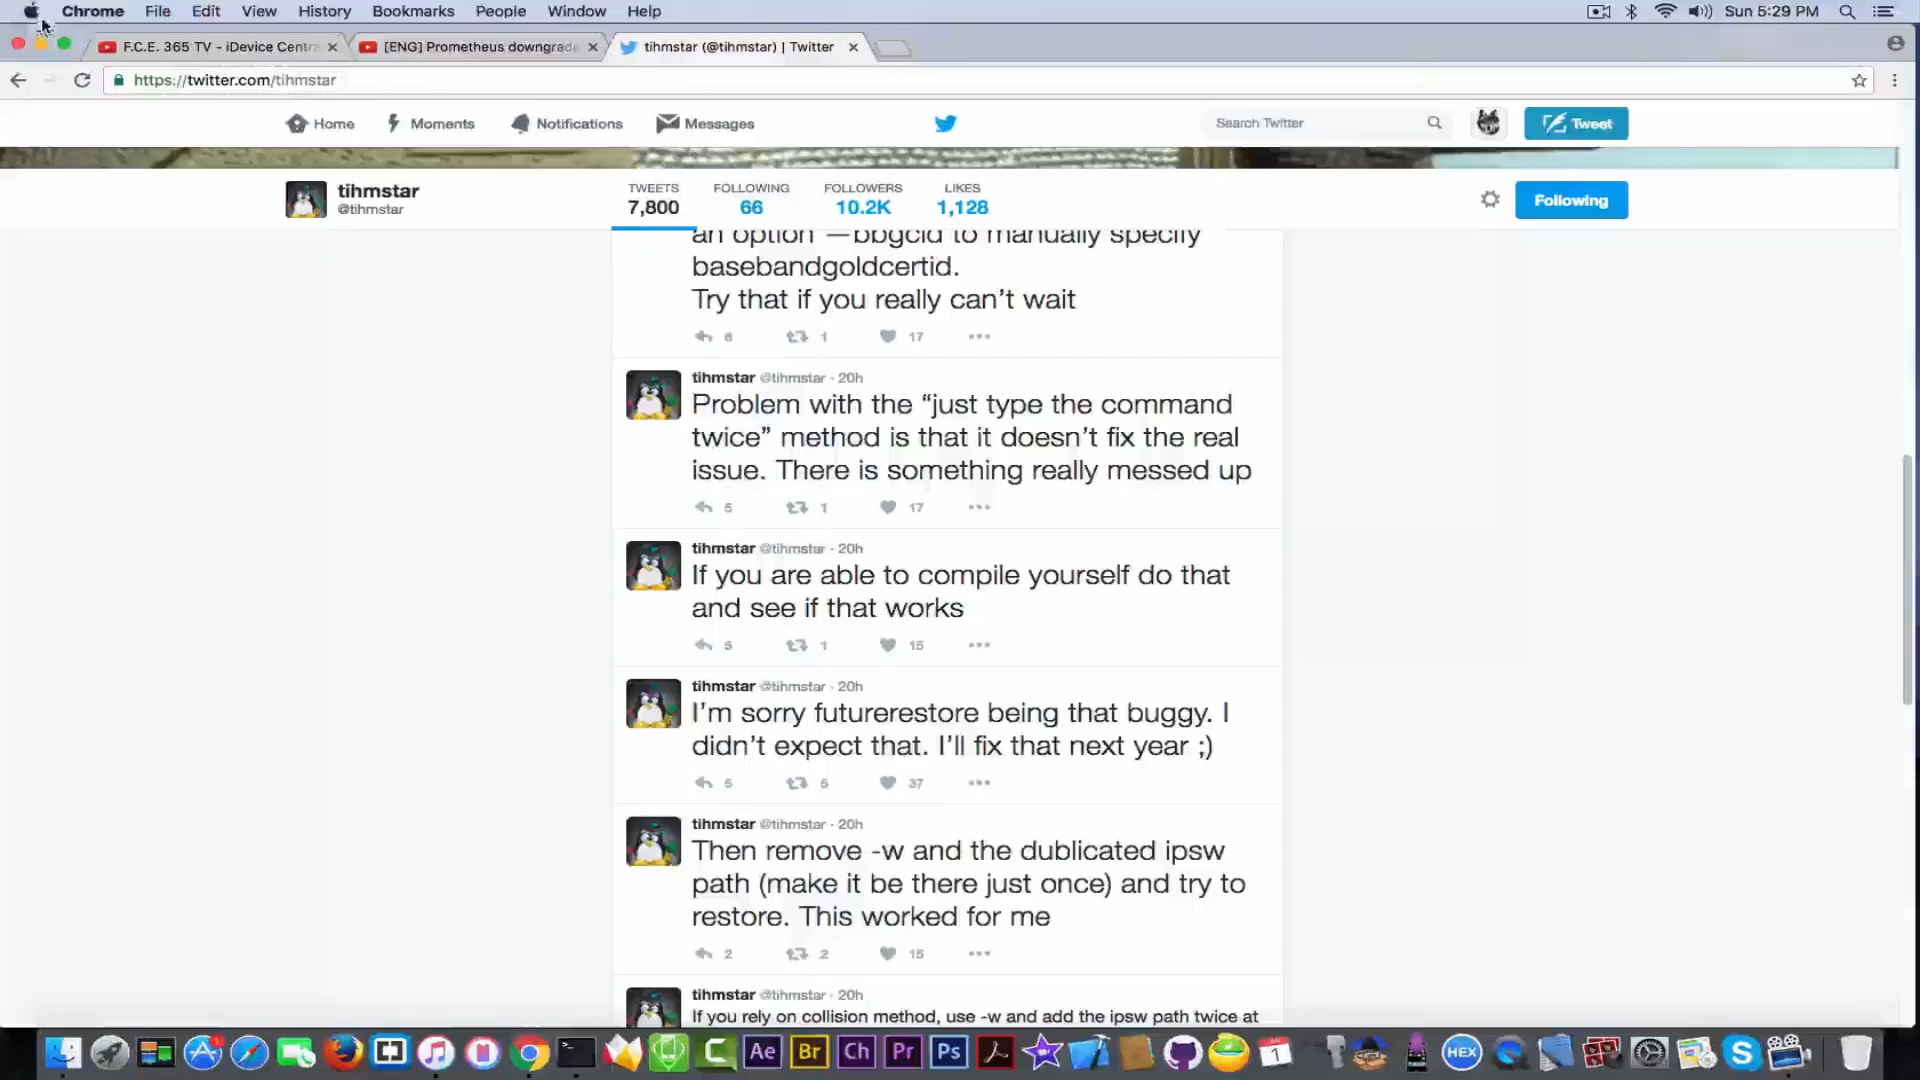 Chrome File Edit View History Bookmarks People Window Help Sun 5:29 PM
F.C.E. 365 TV - iDevice Centra [ENG] Prometheus downgrade tihmstar (@tihmstar) | Twitter
https://twitter.com/tihmstar
Home Moments Notifications Messages Search Twitter Tweet
tihmstar
@tihmstar
TWEETS FOLLOWING FOLLOWERS LIKES
7,800 66 10.2K 1,128
Following
an option —bbgcid to manually specify
basebandgoldcertid.
Try that if you really can’t wait
6 1 17
tihmstar @tihmstar · 20h
Problem with the “just type the command
twice” method is that it doesn’t fix the real
issue. There is something really messed up
5 1 17
tihmstar @tihmstar · 20h
If you are able to compile yourself do that
and see if that works
5 1 15
tihmstar @tihmstar · 20h
I’m sorry futurerestore being that buggy. I
didn’t expect that. I’ll fix that next year ;)
5 5 37
tihmstar @tihmstar · 20h
Then remove -w and the dublicated ipsw
path (make it be there just once) and try to
restore. This worked for me
2 2 15
tihmstar @tihmstar · 20h
If you rely on collision method, use -w and add the ipsw path twice at
Ae Br Ch Pr Ps 1 HEX